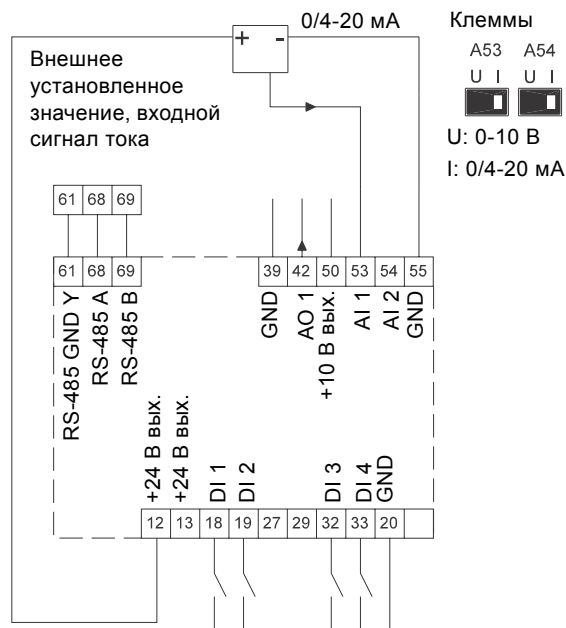 0/4-20 мА
+ -
Внешнее
установленное
значение, входной
сигнал тока
Клеммы
A53 A54
U I U I
U: 0-10 В
I: 0/4-20 мА
61 68 69
61 68 69
39 42 50 53 54 55
RS-485 GND Y
RS-485 A
RS-485 B
GND
AO 1
+10 В вых.
AI 1
AI 2
GND
+24 В вых.
+24 В вых.
DI 1
DI 2
DI 3
DI 4
GND
12 13 18 19 27 29 32 33 20